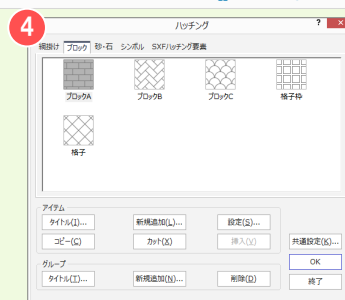 4
ハッチング ? ×
網掛け ブロック 砂・石 シンボル SXFハッチング要素
ブロックA ブロックB ブロックC 格子枠
格子
アイテム
タイトル(I)... 新規追加(L)... 設定(S)...
コピー(C) カット(X) 挿入(V) 共通設定(K)...
グループ
タイトル(T)... 新規追加(N)... 削除(D)
OK
終了